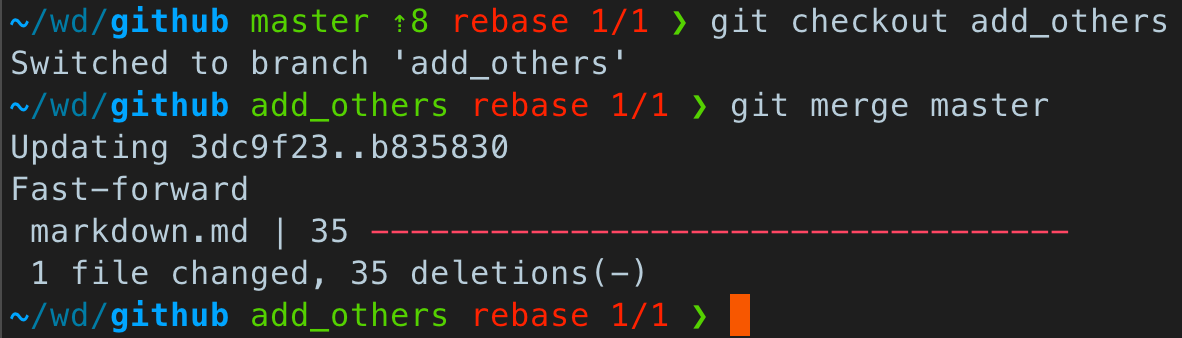 ~/wd/github master ⇡8 rebase 1/1 ❯ git checkout add_others
Switched to branch 'add_others'
~/wd/github add_others rebase 1/1 ❯ git merge master
Updating 3dc9f23..b835830
Fast-forward
 markdown.md | 35 -----------------------------------
 1 file changed, 35 deletions(-)
~/wd/github add_others rebase 1/1 ❯